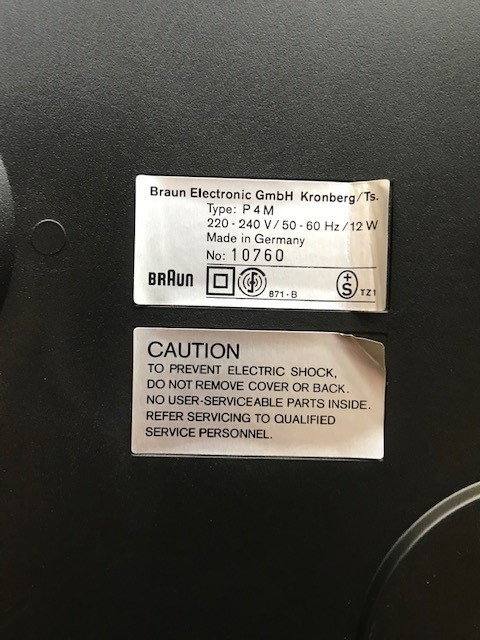 Braun Electronic GmbH Kronberg/Ts.
Type: P 4 M
220 - 240 V / 50 - 60 Hz / 12 W
Made in Germany
No: 10760
BRAUN
871 - B
+S
TZ1
CAUTION
TO PREVENT ELECTRIC SHOCK,
DO NOT REMOVE COVER OR BACK.
NO USER-SERVICEABLE PARTS INSIDE.
REFER SERVICING TO QUALIFIED
SERVICE PERSONNEL.